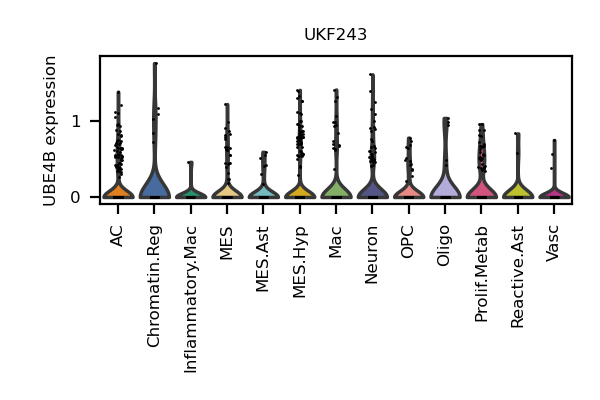 UKF243
UBE4B expression
1
0
AC
Chromatin.Reg
Inflammatory.Mac
MES
MES.Ast
MES.Hyp
Mac
Neuron
OPC
Oligo
Prolif.Metab
Reactive.Ast
Vasc